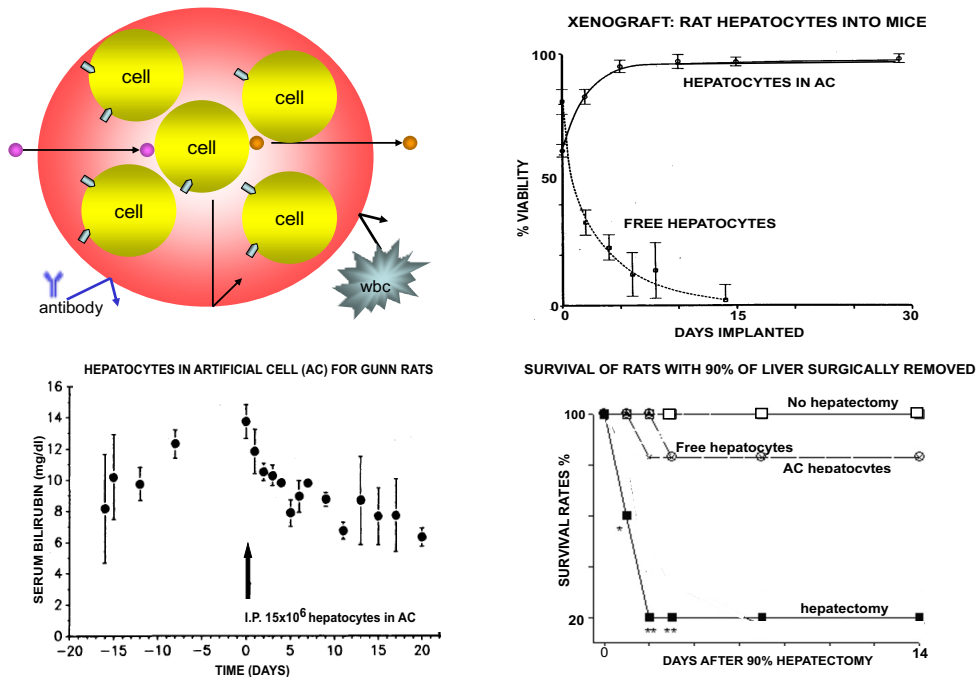 cell
cell
cell
cell
cell
antibody
wbc
XENOGRAFT: RAT HEPATOCYTES INTO MICE
100
50
0
% VIABILITY
HEPATOCYTES IN AC
FREE HEPATOCYTES
0
15
30
DAYS IMPLANTED
HEPATOCYTES IN ARTIFICIAL CELL (AC) FOR GUNN RATS
16
14
12
10
8
6
4
2
0
SERUM BILIRUBIN (mg/dl)
I.P. 15x10⁶ hepatocytes in AC
−20
−15
−10
−5
0
5
10
15
20
TIME (DAYS)
SURVIVAL OF RATS WITH 90% OF LIVER SURGICALLY REMOVED
100
20
SURVIVAL RATES %
No hepatectomy
Free hepatocytes
AC hepatocvtes
hepatectomy
*
**
**
0
14
DAYS AFTER 90% HEPATECTOMY